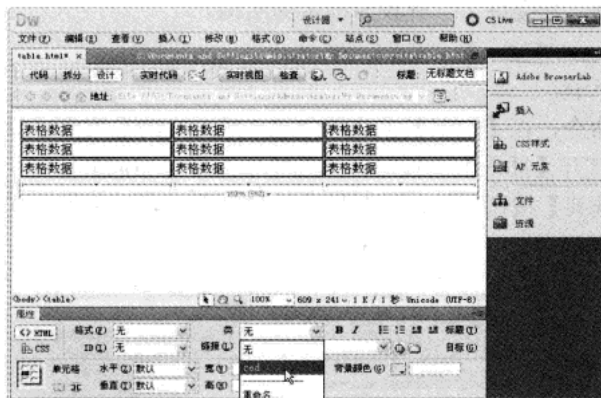 Dw 设计器 CS Live
文件(F) 编辑(E) 查看(V) 插入(I) 修改(M) 格式(O) 命令(C) 站点(S) 窗口(W) 帮助(H)
table.html*
代码 拆分 设计 实时代码 实时视图 检查 标题: 无标题文档
地址:
Adobe BrowserLab
插入
CSS样式
AP 元素
文件
表格数据 表格数据 表格数据
表格数据 表格数据 表格数据
表格数据 表格数据 表格数据
<body> <table> 100% 609 x 241 1 K / 1 秒 Unicode (UTF-8)
属性
<> HTML 格式(F) 无 类 无 B I 标题(T)
CSS ID(I) 无 链接(L) 无 目标(G)
单元格 水平(Z) 默认 宽(W) 背景颜色(G)
垂直(T) 默认 高(H) 重命名...